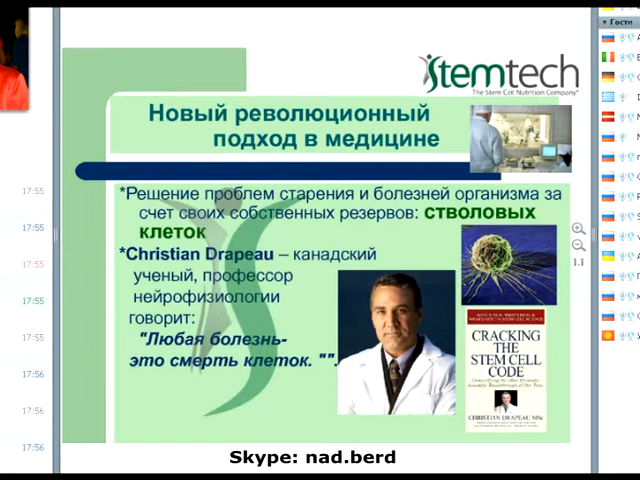 Stemtech
The Stem Cell Nutrition Company
Новый революционный
подход в медицине
*Решение проблем старения и болезней организма за
счет своих собственных резервов: стволовых
клеток
*Christian Drapeau – канадский
ученый, профессор
нейрофизиологии
говорит:
"Любая болезнь-
это смерть клеток. "".
CRACKING
THE
STEM CELL
CODE
CHRISTIAN DRAPEAU, MSc
Гости
17:55
17:55
17:55
17:55
17:55
17:56
17:56
17:56
1.1
Skype: nad.berd